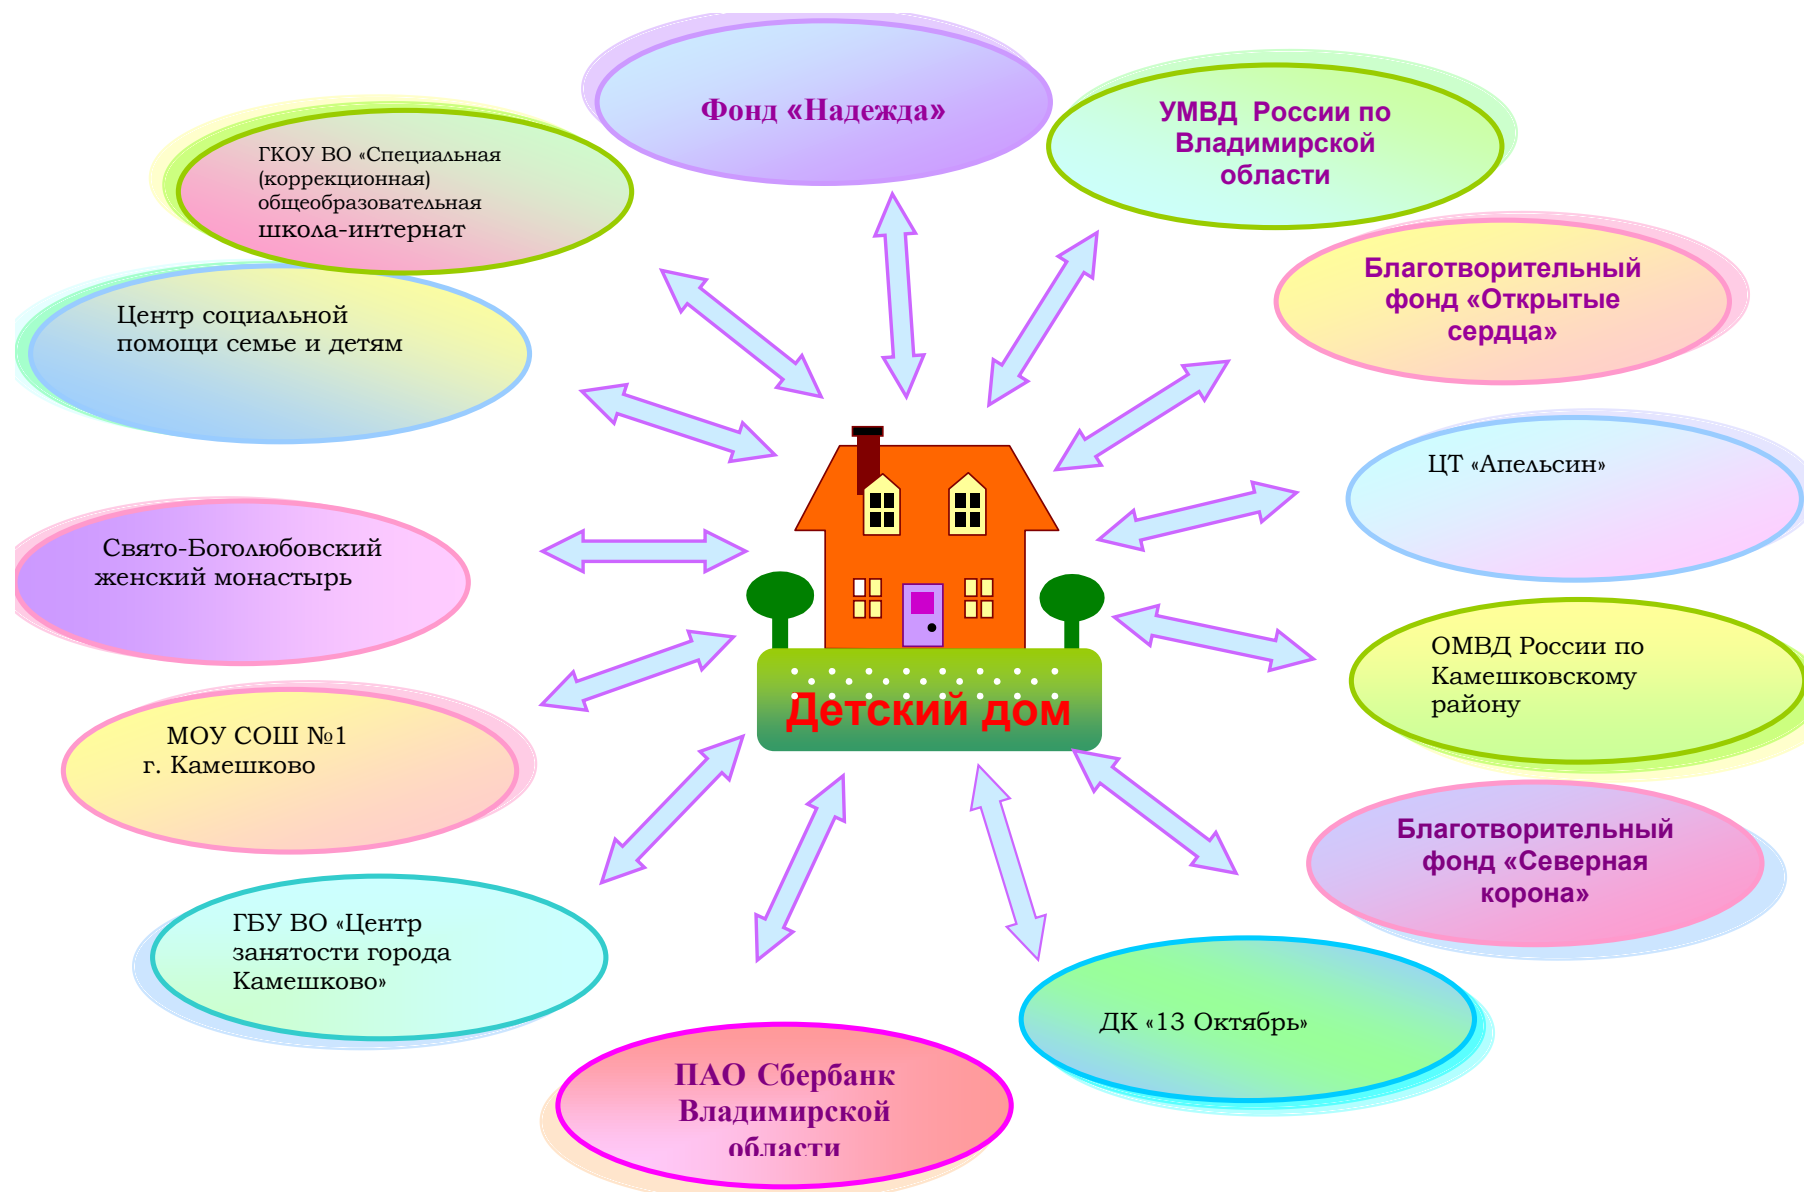 Фонд «Надежда»
УМВД  России по
Владимирской
области
ГКОУ ВО «Специальная
(коррекционная)
общеобразовательная
школа-интернат
Благотворительный
фонд «Открытые
сердца»
Центр социальной
помощи семье и детям
ЦТ «Апельсин»
Свято-Боголюбовский
женский монастырь
ОМВД России по
Камешковскому
району
Детский дом
МОУ СОШ №1
г. Камешково
Благотворительный
фонд «Северная
корона»
ГБУ ВО «Центр
занятости города
Камешково»
ДК «13 Октябрь»
ПАО Сбербанк
Владимирской
области